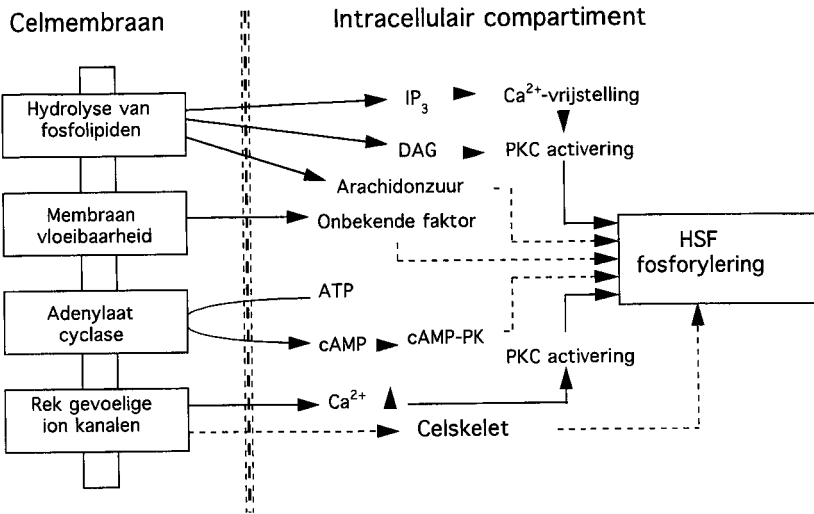 Celmembraan
Intracellulair compartiment
Hydrolyse van
fosfolipiden
IP3
Ca2+-vrijstelling
DAG
PKC activering
Arachidonzuur
Membraan
vloeibaarheid
Onbekende faktor
HSF
fosforylering
Adenylaat
cyclase
ATP
cAMP
cAMP-PK
PKC activering
Rek gevoelige
ion kanalen
Ca2+
Celskelet